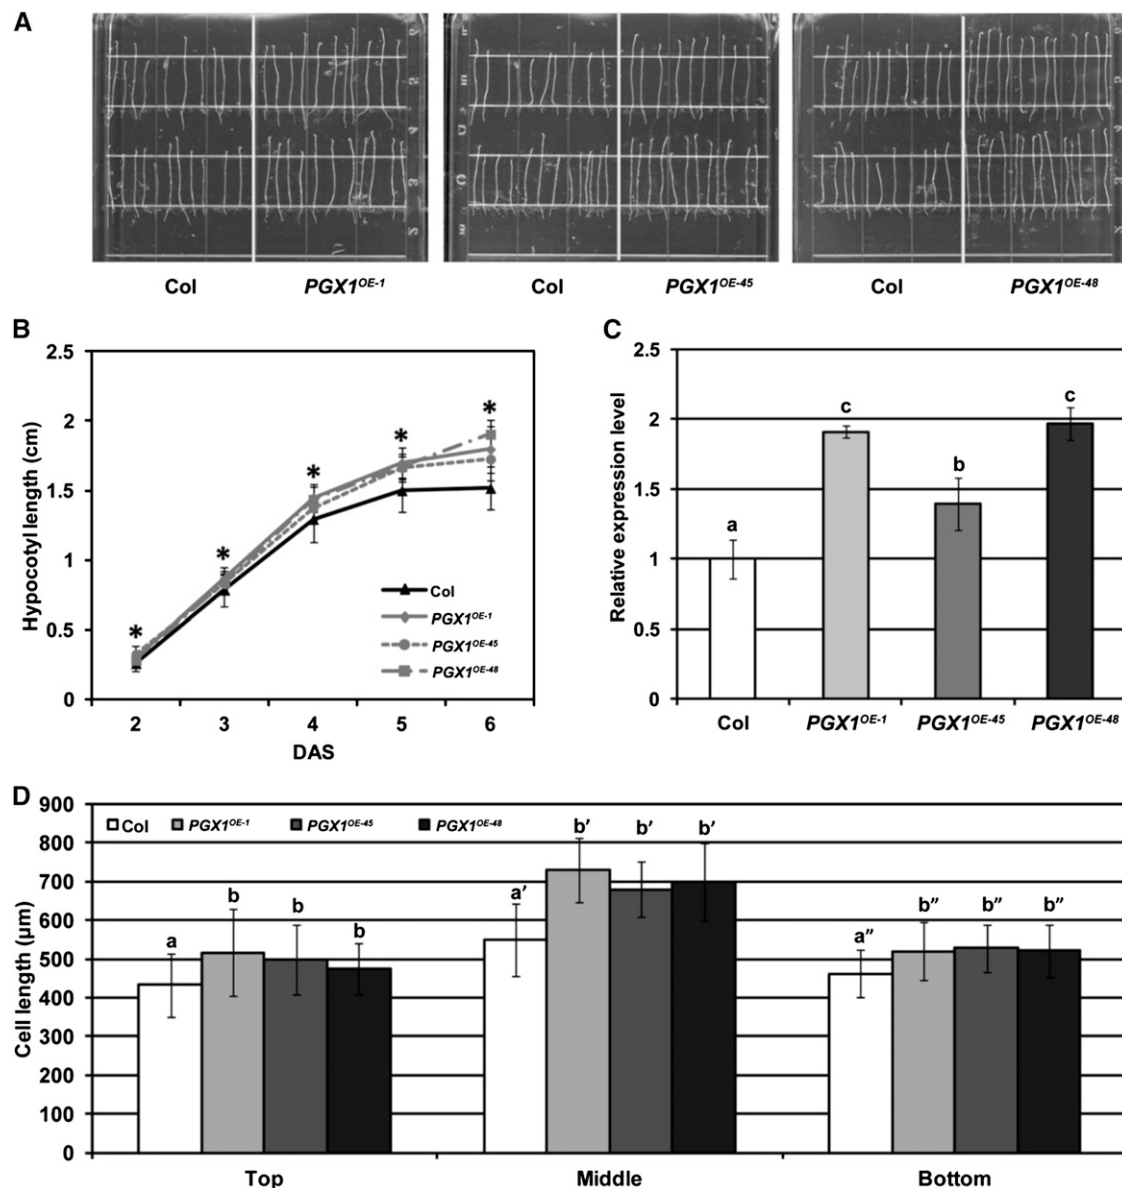 A
Col PGX1OE-1 Col PGX1OE-45 Col PGX1OE-48
B
Hypocotyl length (cm)
2.5
2
1.5
1
0.5
0
* * * * *
Col
PGX1OE-1
PGX1OE-45
PGX1OE-48
2 3 4 5 6
DAS
C
Relative expression level
2.5
2
1.5
1
0.5
0
a c b c
Col PGX1OE-1 PGX1OE-45 PGX1OE-48
D
Cell length (µm)
900
800
700
600
500
400
300
200
100
0
Col PGX1OE-1 PGX1OE-45 PGX1OE-48
a b b b
a′ b′ b′ b′
a″ b″ b″ b″
Top Middle Bottom